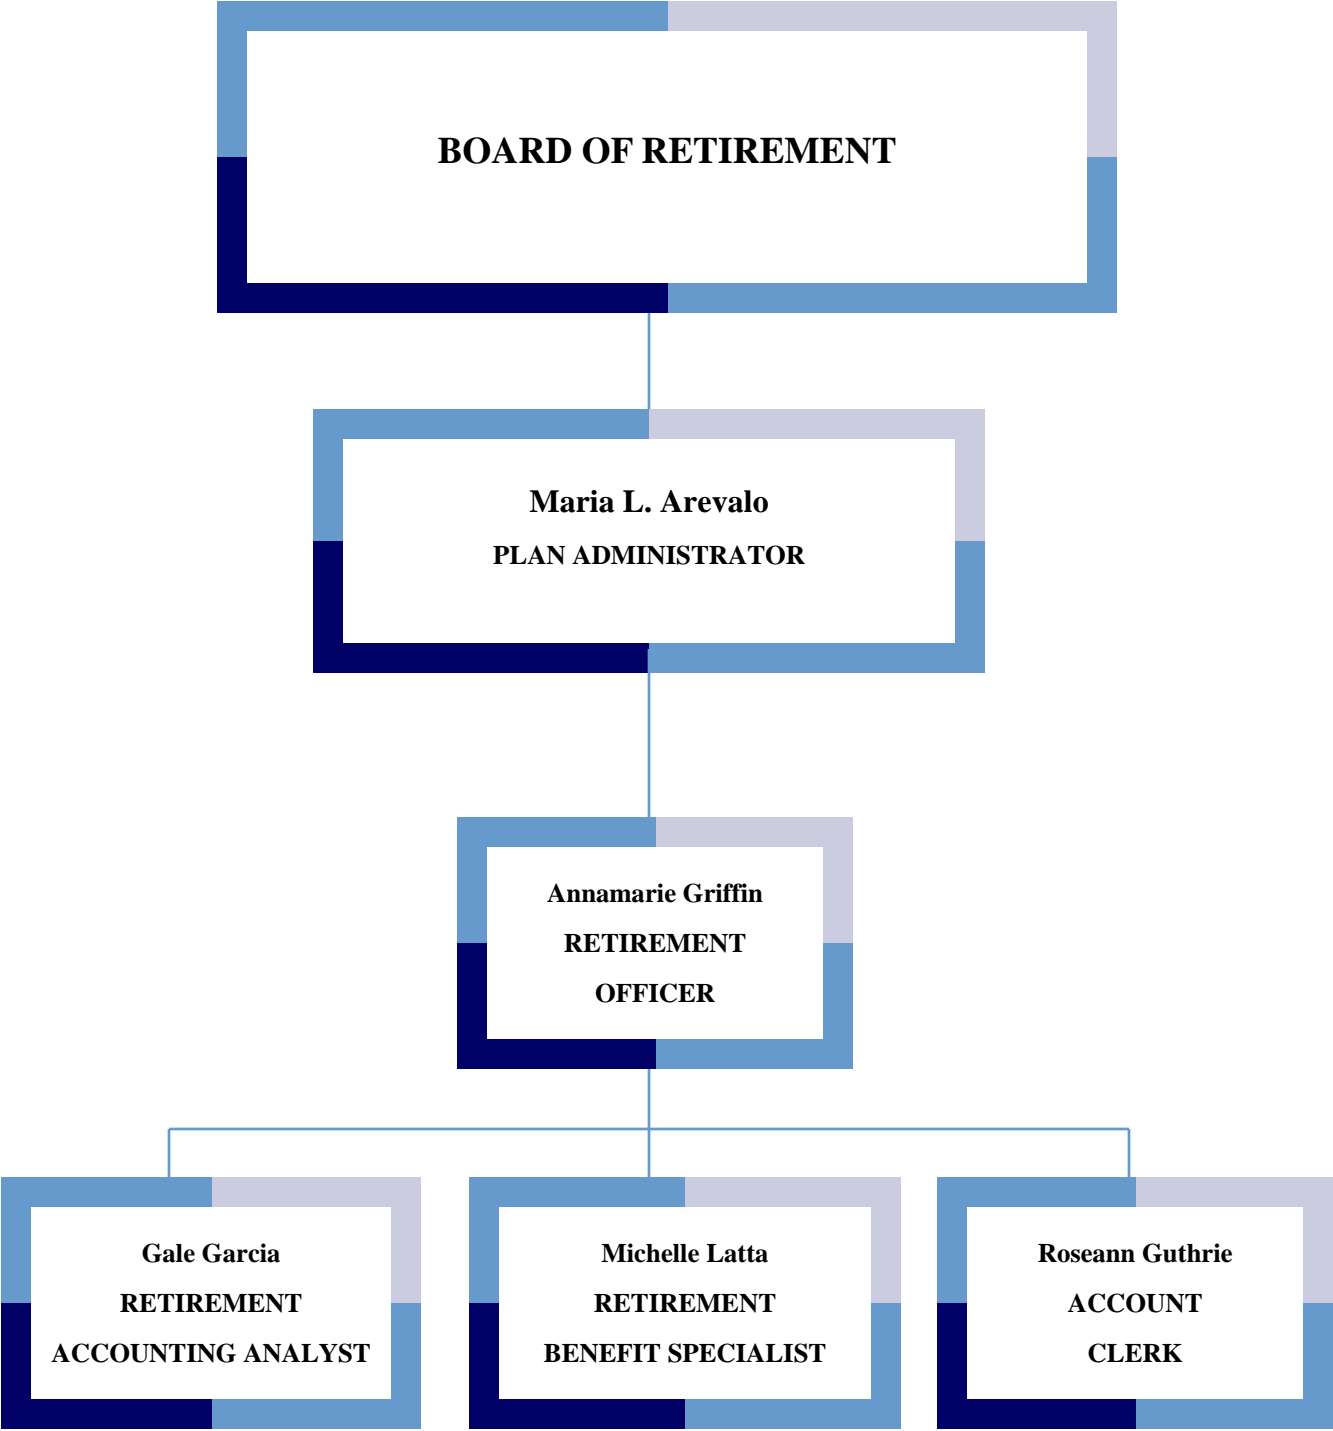 BOARD OF RETIREMENT
Maria L. Arevalo
PLAN ADMINISTRATOR
Annamarie Griffin
RETIREMENT
OFFICER
Gale Garcia
RETIREMENT
ACCOUNTING ANALYST
Michelle Latta
RETIREMENT
BENEFIT SPECIALIST
Roseann Guthrie
ACCOUNT
CLERK